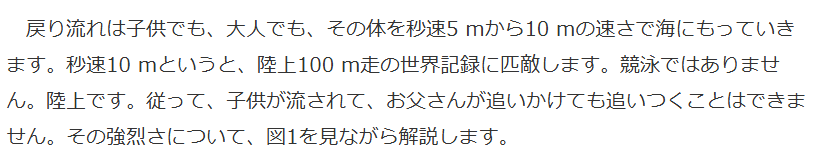 戻り流れは子供でも、大人でも、その体を秒速5 mから10 mの速さで海にもっていき
ます。秒速10 mというと、陸上100 m走の世界記録に匹敵します。競泳ではありませ
ん。陸上です。従って、子供が流されて、お父さんが追いかけても追いつくことはできま
せん。その強烈さについて、図1を見ながら解説します。